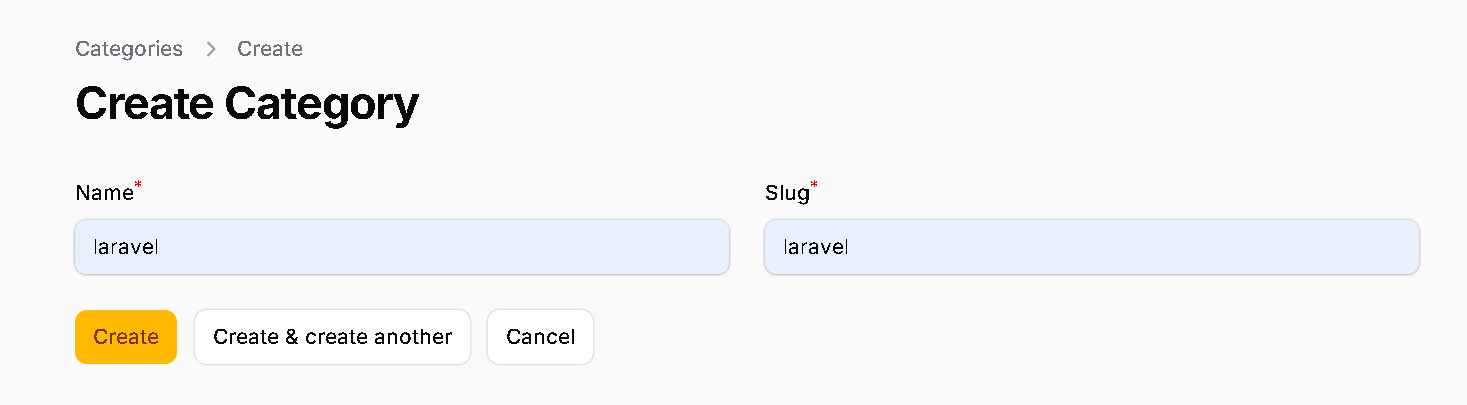 Categories > Create
Create Category
Name* Slug*
laravel laravel
Create Create & create another Cancel